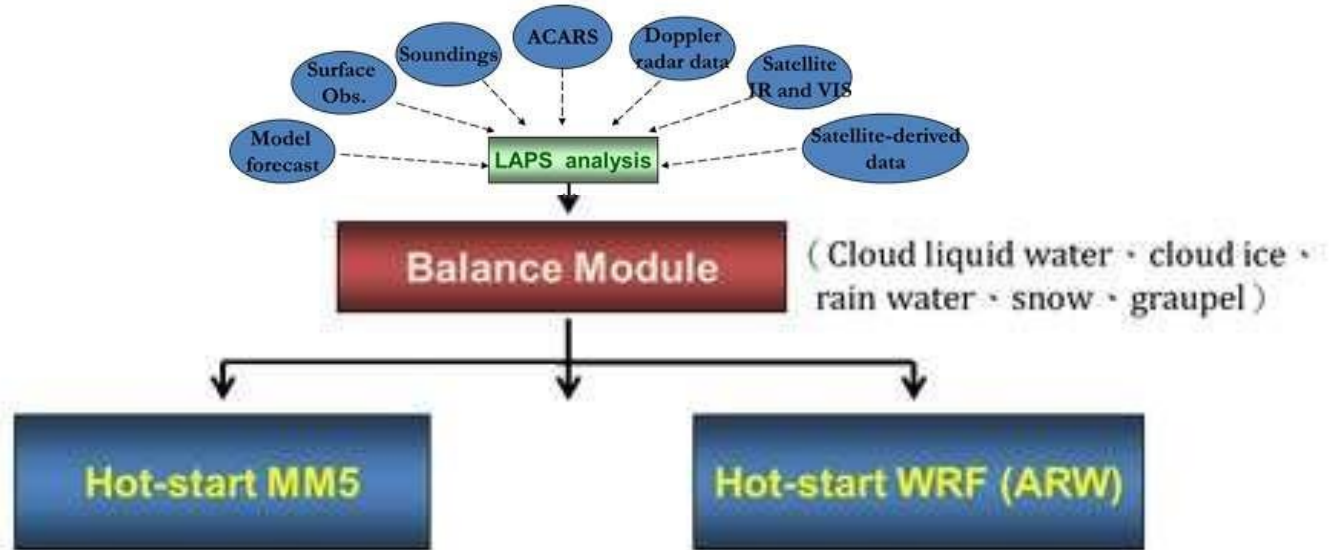 ACARS
Soundings
Doppler
radar data
Surface
Obs.
Satellite
IR and VIS
Model
forecast
Satellite-derived
data
LAPS analysis
Balance Module
( Cloud liquid water、cloud ice、
rain water、snow、graupel )
Hot-start MM5
Hot-start WRF (ARW)